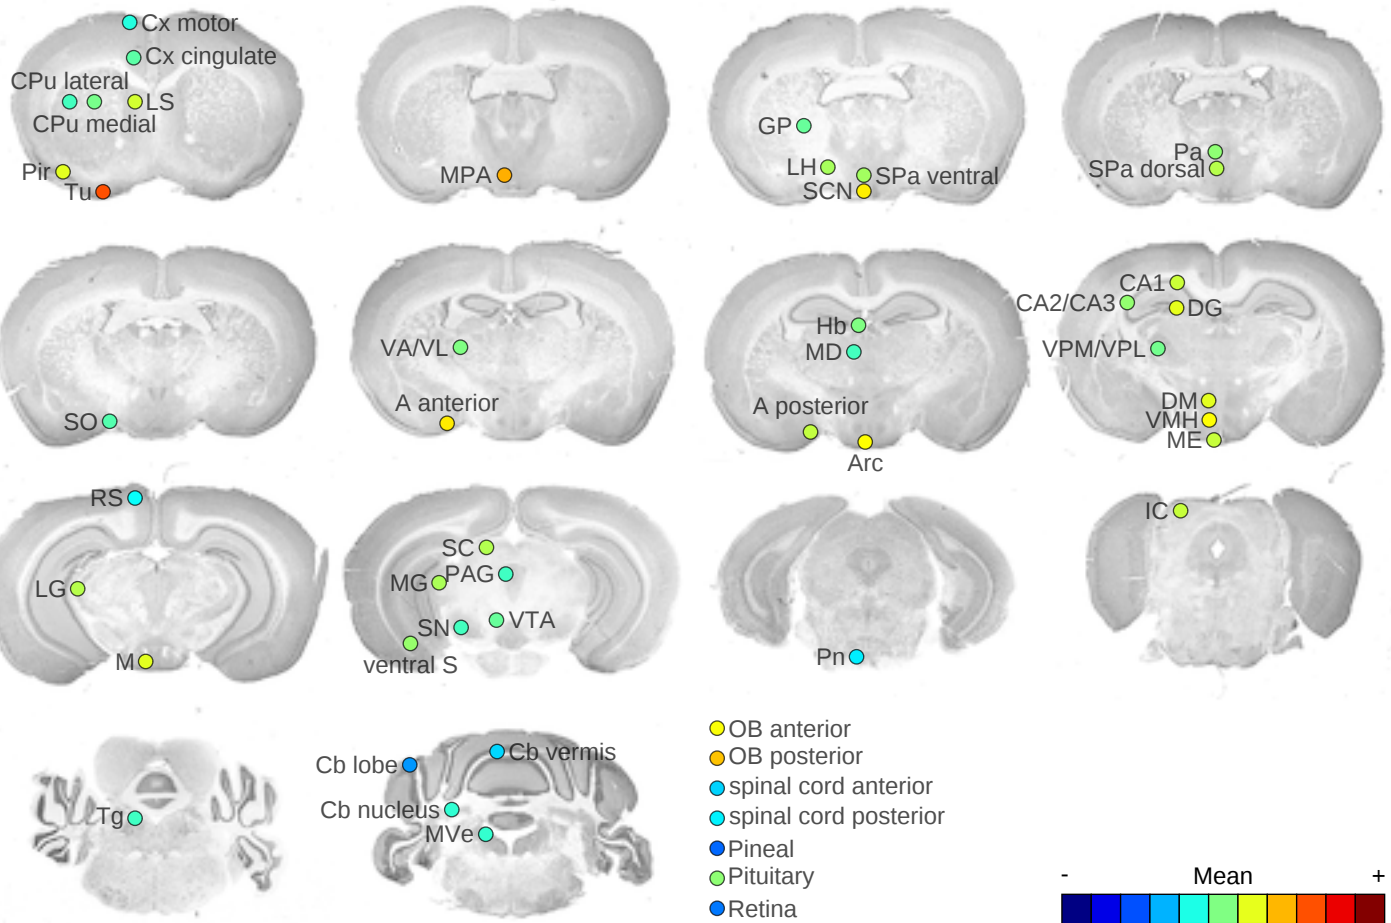 Cx motor
Cx cingulate
CPu lateral
LS
CPu medial
Pir
Tu
MPA
GP
LH
SPa ventral
SCN
Pa
SPa dorsal
SO
VA/VL
A anterior
Hb
MD
A posterior
Arc
CA1
CA2/CA3
DG
VPM/VPL
DM
VMH
ME
RS
LG
M
SC
MG
PAG
SN
VTA
ventral S
Pn
IC
Tg
Cb lobe
Cb vermis
Cb nucleus
MVe
OB anterior
OB posterior
spinal cord anterior
spinal cord posterior
Pineal
Pituitary
Retina
- Mean +